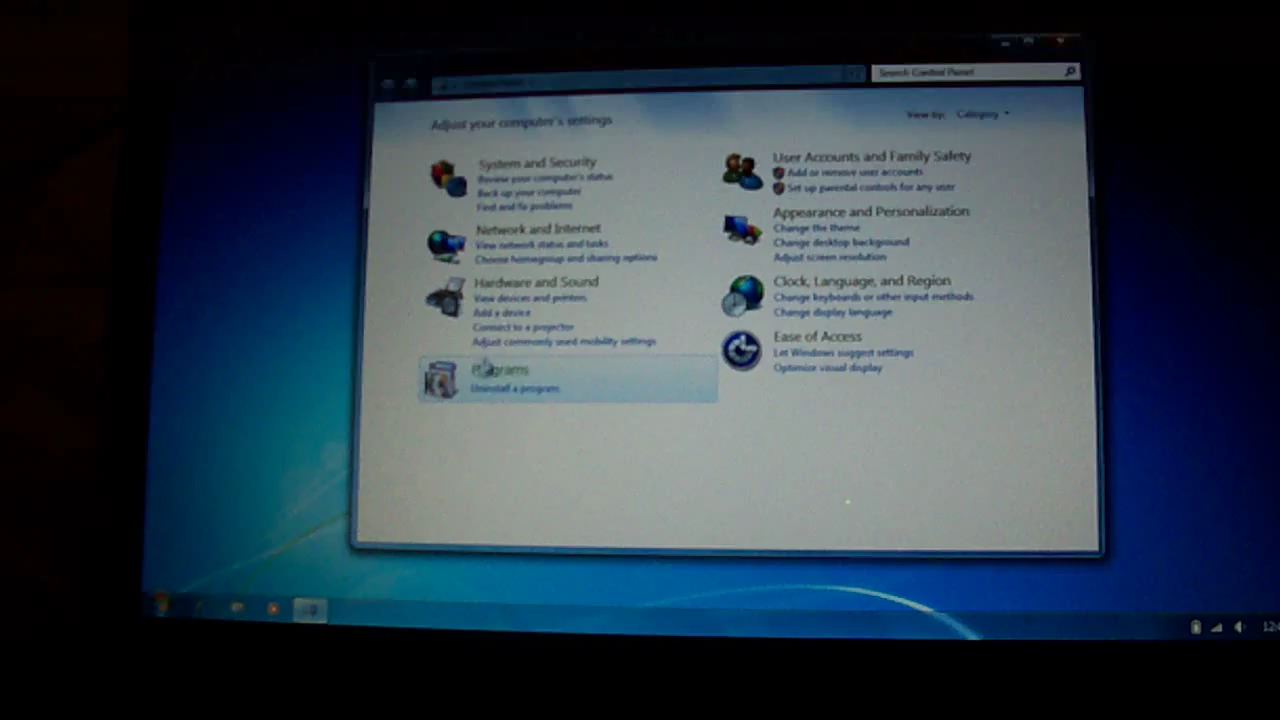 Search Control Panel
Adjust your computer's settings
View by: Category
System and Security
Review your computer's status
Back up your computer
Find and fix problems
Network and Internet
View network status and tasks
Choose homegroup and sharing options
Hardware and Sound
View devices and printers
Add a device
Connect to a projector
Adjust commonly used mobility settings
Programs
Uninstall a program
User Accounts and Family Safety
Add or remove user accounts
Set up parental controls for any user
Appearance and Personalization
Change the theme
Change desktop background
Adjust screen resolution
Clock, Language, and Region
Change keyboards or other input methods
Change display language
Ease of Access
Let Windows suggest settings
Optimize visual display